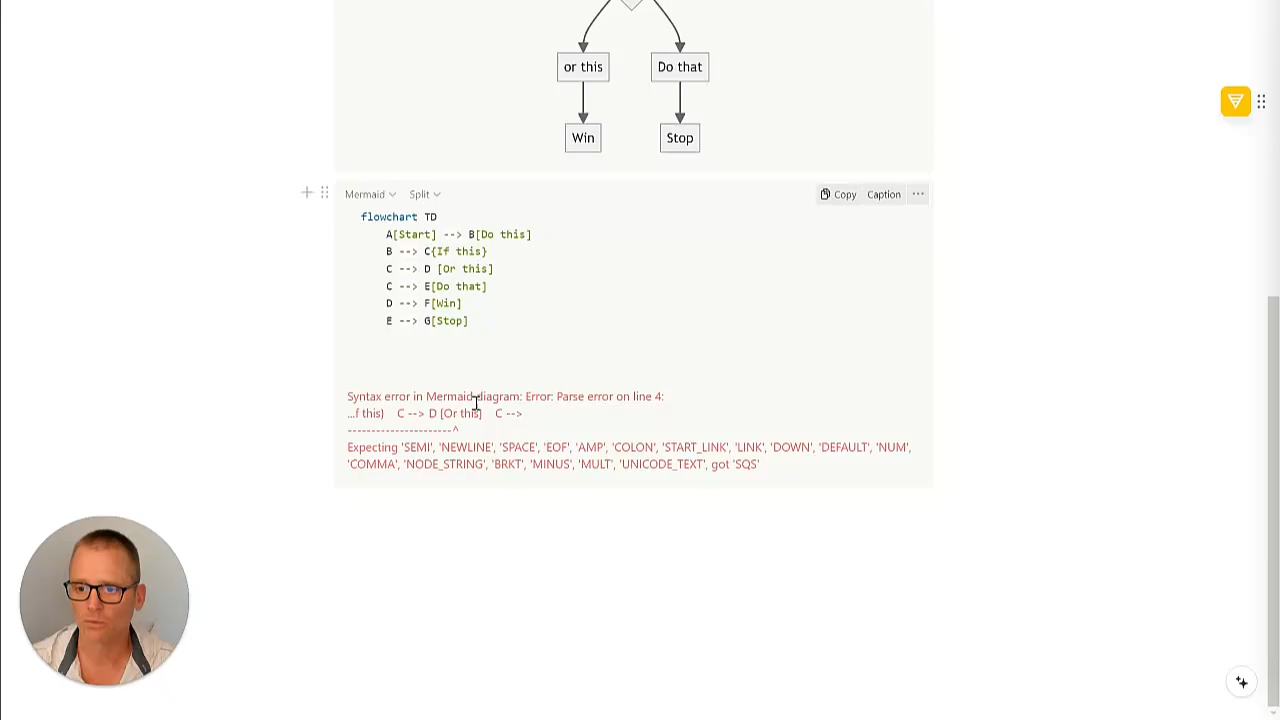 or this Do that
Win Stop
Mermaid Split Copy Caption ...
flowchart TD
A[Start] --> B[Do this]
B --> C{If this}
C --> D [Or this]
C --> E[Do that]
D --> F[Win]
E --> G[Stop]
Syntax error in Mermaid diagram: Error: Parse error on line 4:
...f this} C --> D [Or this] C -->
----------------------^
Expecting 'SEMI', 'NEWLINE', 'SPACE', 'EOF', 'AMP', 'COLON', 'START_LINK', 'LINK', 'DOWN', 'DEFAULT', 'NUM',
'COMMA', 'NODE_STRING', 'BRKT', 'MINUS', 'MULT', 'UNICODE_TEXT', got 'SQS'